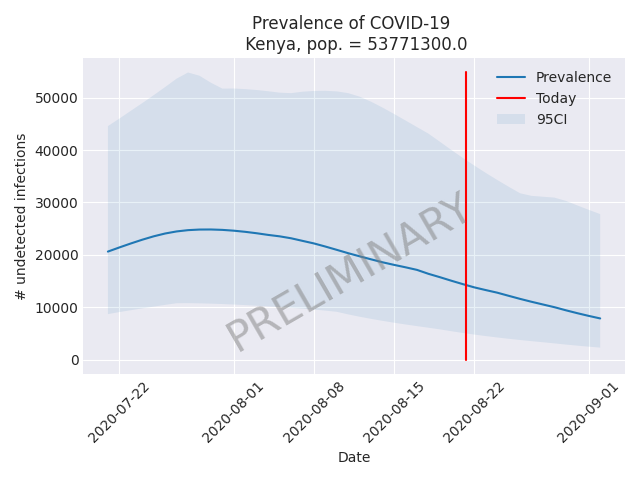 Prevalence of COVID-19
Kenya, pop. = 53771300.0
Prevalence
Today
95CI
# undetected infections
50000
40000
30000
20000
10000
0
PRELIMINARY
2020-07-22
2020-08-01
2020-08-08
2020-08-15
2020-08-22
2020-09-01
Date